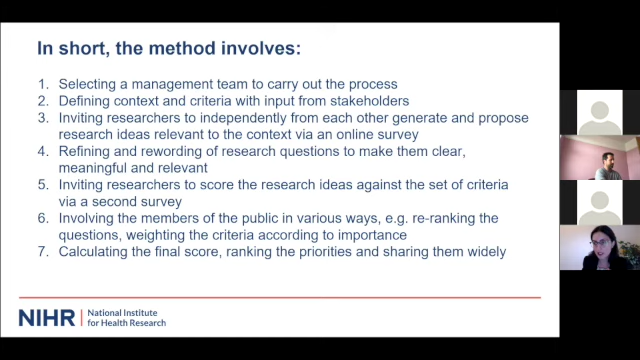 In short, the method involves:
1. Selecting a management team to carry out the process
2. Defining context and criteria with input from stakeholders
3. Inviting researchers to independently from each other generate and propose
research ideas relevant to the context via an online survey
4. Refining and rewording of research questions to make them clear,
meaningful and relevant
5. Inviting researchers to score the research ideas against the set of criteria
via a second survey
6. Involving the members of the public in various ways, e.g. re-ranking the
questions, weighting the criteria according to importance
7. Calculating the final score, ranking the priorities and sharing them widely
NIHR | National Institute
for Health Research